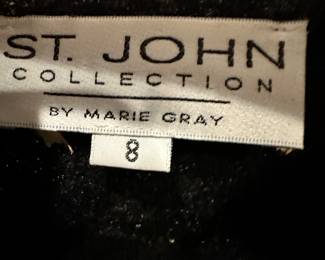 ST. JOHN
COLLECTION
BY MARIE GRAY
8